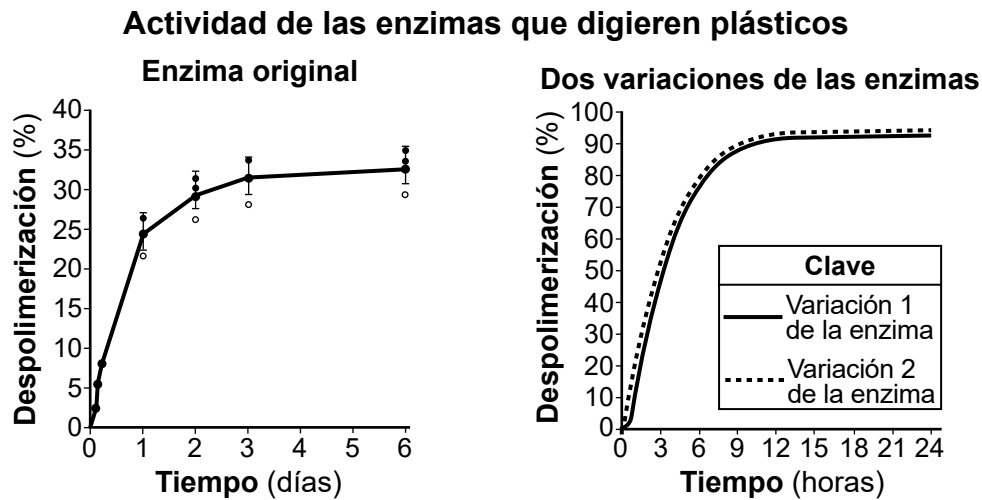 Actividad de las enzimas que digieren plásticos
Enzima original
Despolimerización (%)
40
35
30
25
20
15
10
5
0
0 1 2 3 4 5 6
Tiempo (días)
Dos variaciones de las enzimas
Despolimerización (%)
100
90
80
70
60
50
40
30
20
10
0
0 3 6 9 12 15 18 21 24
Tiempo (horas)
Clave
Variación 1
de la enzima
Variación 2
de la enzima